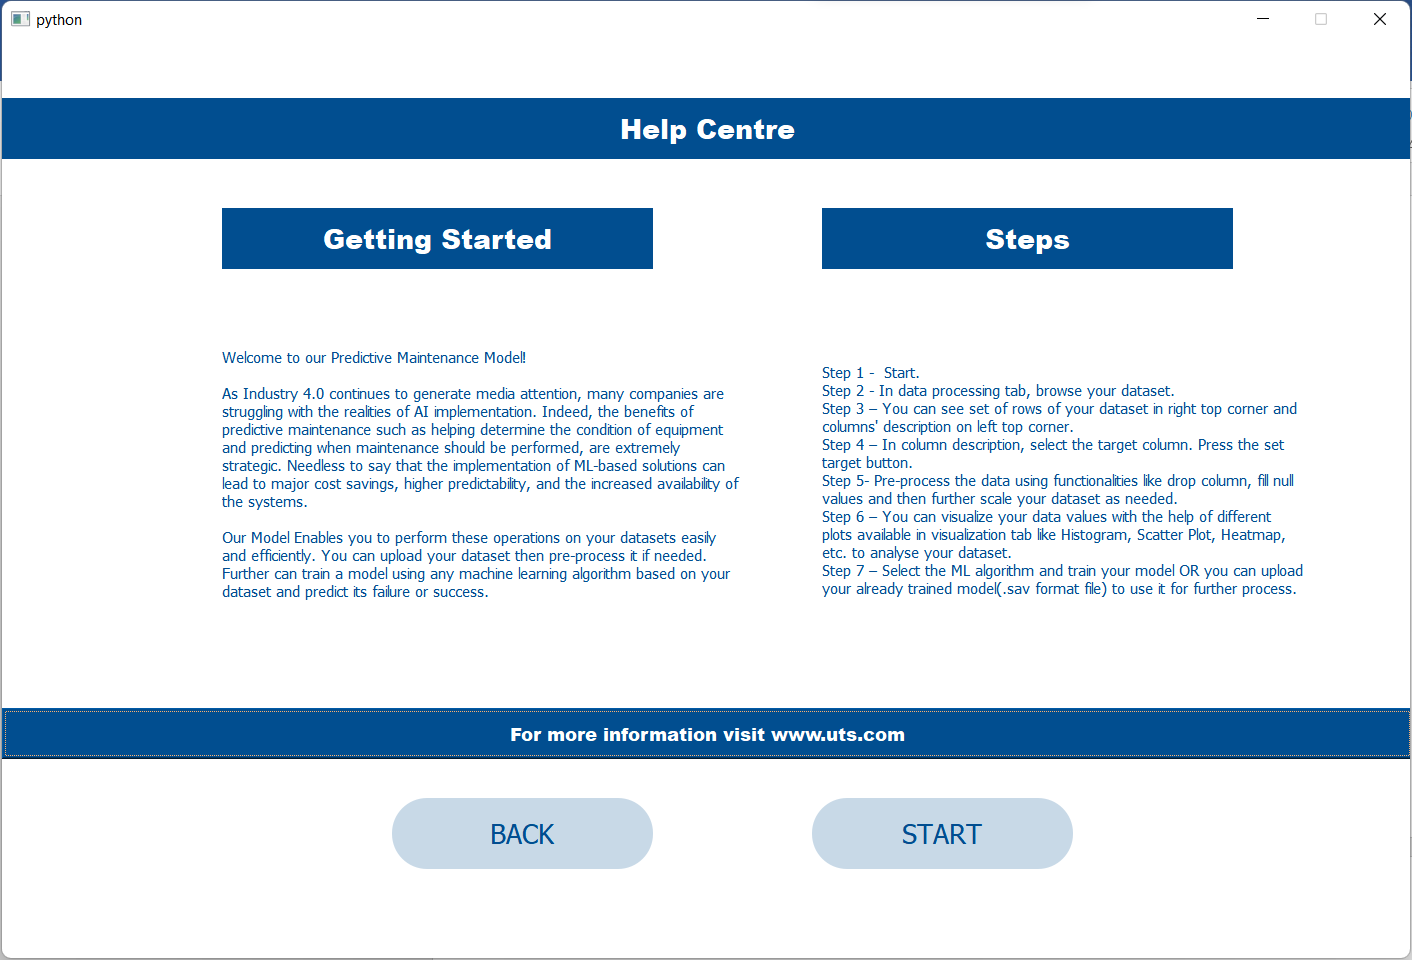 python
Help Centre
Getting Started
Welcome to our Predictive Maintenance Model!
As Industry 4.0 continues to generate media attention, many companies are
struggling with the realities of AI implementation. Indeed, the benefits of
predictive maintenance such as helping determine the condition of equipment
and predicting when maintenance should be performed, are extremely
strategic. Needless to say that the implementation of ML-based solutions can
lead to major cost savings, higher predictability, and the increased availability of
the systems.
Our Model Enables you to perform these operations on your datasets easily
and efficiently. You can upload your dataset then pre-process it if needed.
Further can train a model using any machine learning algorithm based on your
dataset and predict its failure or success.
Steps
Step 1 -  Start.
Step 2 - In data processing tab, browse your dataset.
Step 3 – You can see set of rows of your dataset in right top corner and
columns' description on left top corner.
Step 4 – In column description, select the target column. Press the set
target button.
Step 5- Pre-process the data using functionalities like drop column, fill null
values and then further scale your dataset as needed.
Step 6 – You can visualize your data values with the help of different
plots available in visualization tab like Histogram, Scatter Plot, Heatmap,
etc. to analyse your dataset.
Step 7 – Select the ML algorithm and train your model OR you can upload
your already trained model(.sav format file) to use it for further process.
For more information visit www.uts.com
BACK
START